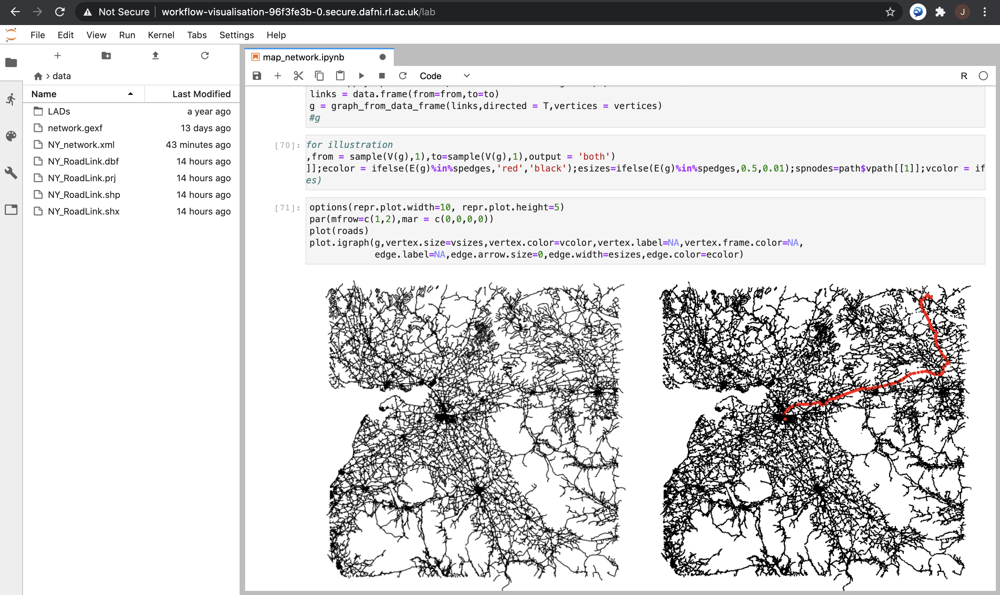 Not Secure | workflow-visualisation-96f3fe3b-0.secure.dafni.rl.ac.uk/lab
J
File Edit View Run Kernel Tabs Settings Help
> data
Name Last Modified
LADs a year ago
network.gexf 13 days ago
NY_network.xml 43 minutes ago
NY_RoadLink.dbf 14 hours ago
NY_RoadLink.prj 14 hours ago
NY_RoadLink.shp 14 hours ago
NY_RoadLink.shx 14 hours ago
map_network.ipynb
Code
R
links = data.frame(from=from,to=to)
g = graph_from_data_frame(links,directed = T,vertices = vertices)
#g
[70]:
for illustration
,from = sample(V(g),1),to=sample(V(g),1),output = 'both')
]];ecolor = ifelse(E(g)%in%spedges,'red','black');esizes=ifelse(E(g)%in%spedges,0.5,0.01);spnodes=path$vpath[[1]];vcolor = if
es)
[71]:
options(repr.plot.width=10, repr.plot.height=5)
par(mfrow=c(1,2),mar = c(0,0,0,0))
plot(roads)
plot.igraph(g,vertex.size=vsizes,vertex.color=vcolor,vertex.label=NA,vertex.frame.color=NA,
edge.label=NA,edge.arrow.size=0,edge.width=esizes,edge.color=ecolor)